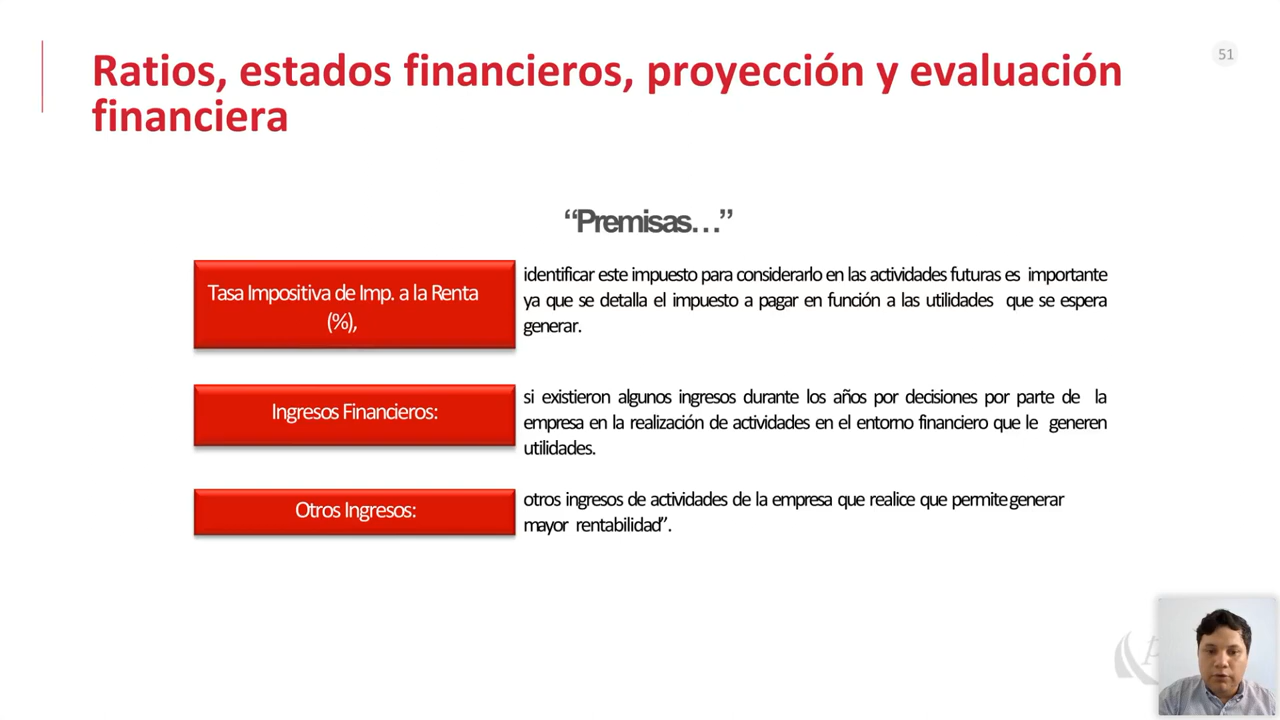 51
Ratios, estados financieros, proyección y evaluación
financiera
“Premisas…”
Tasa Impositiva de Imp. a la Renta
(%),
identificar este impuesto para considerarlo en las actividades futuras es importante
ya que se detalla el impuesto a pagar en función a las utilidades que se espera
generar.
Ingresos Financieros:
si existieron algunos ingresos durante los años por decisiones por parte de la
empresa en la realización de actividades en el entorno financiero que le generen
utilidades.
Otros Ingresos:
otros ingresos de actividades de la empresa que realice que permite generar
mayor rentabilidad”.